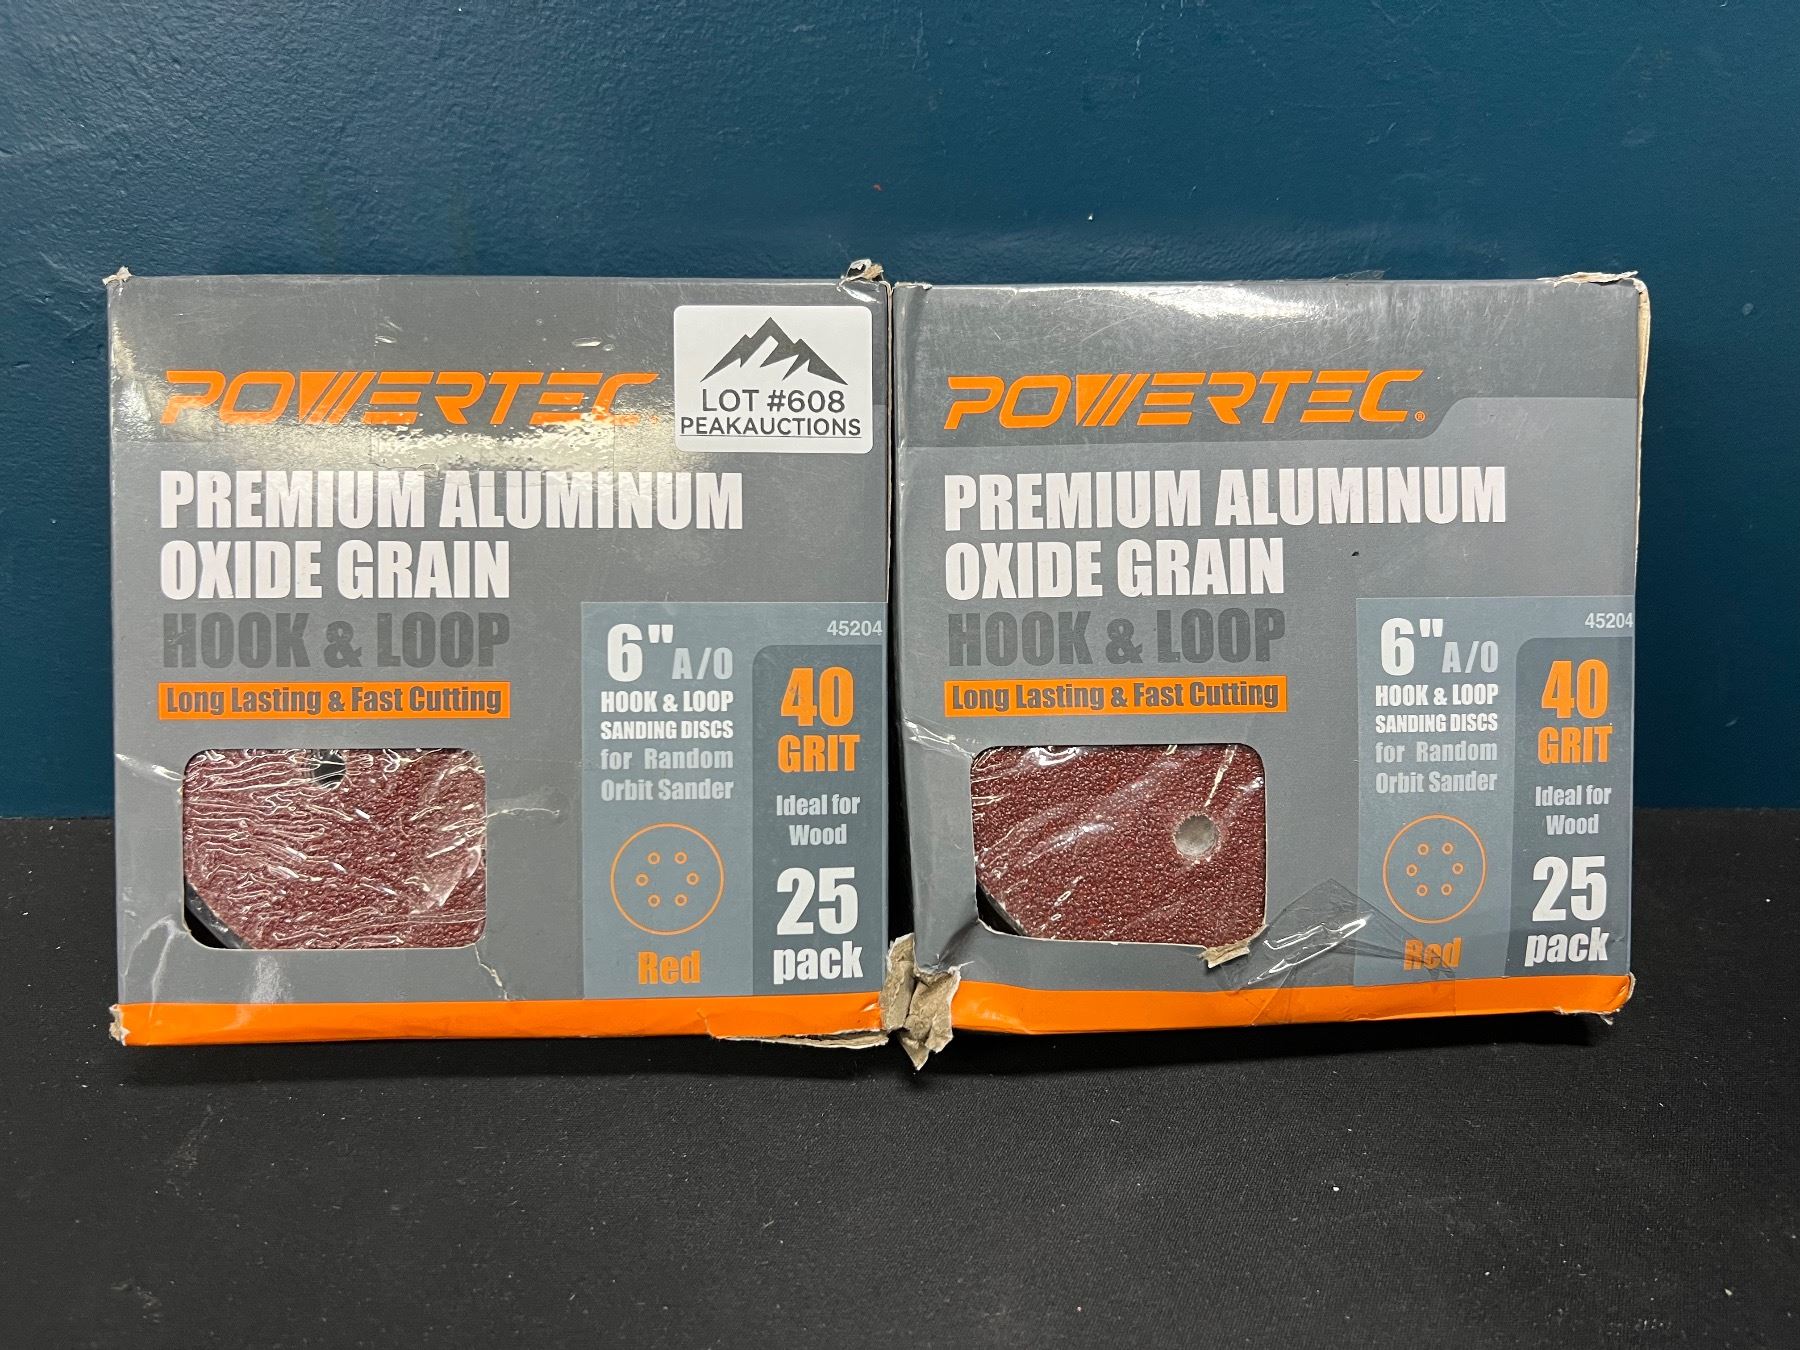 POWERTEC
LOT #608
PEAKAUCTIONS
PREMIUM ALUMINUM
OXIDE GRAIN
HOOK & LOOP
Long Lasting & Fast Cutting
45204
6" A/O
HOOK & LOOP
SANDING DISCS
for Random
Orbit Sander
Red
40
GRIT
Ideal for
Wood
25
pack
POWERTEC®
PREMIUM ALUMINUM
OXIDE GRAIN
HOOK & LOOP
Long Lasting & Fast Cutting
45204
6" A/O
HOOK & LOOP
SANDING DISCS
for Random
Orbit Sander
Red
40
GRIT
Ideal for
Wood
25
pack